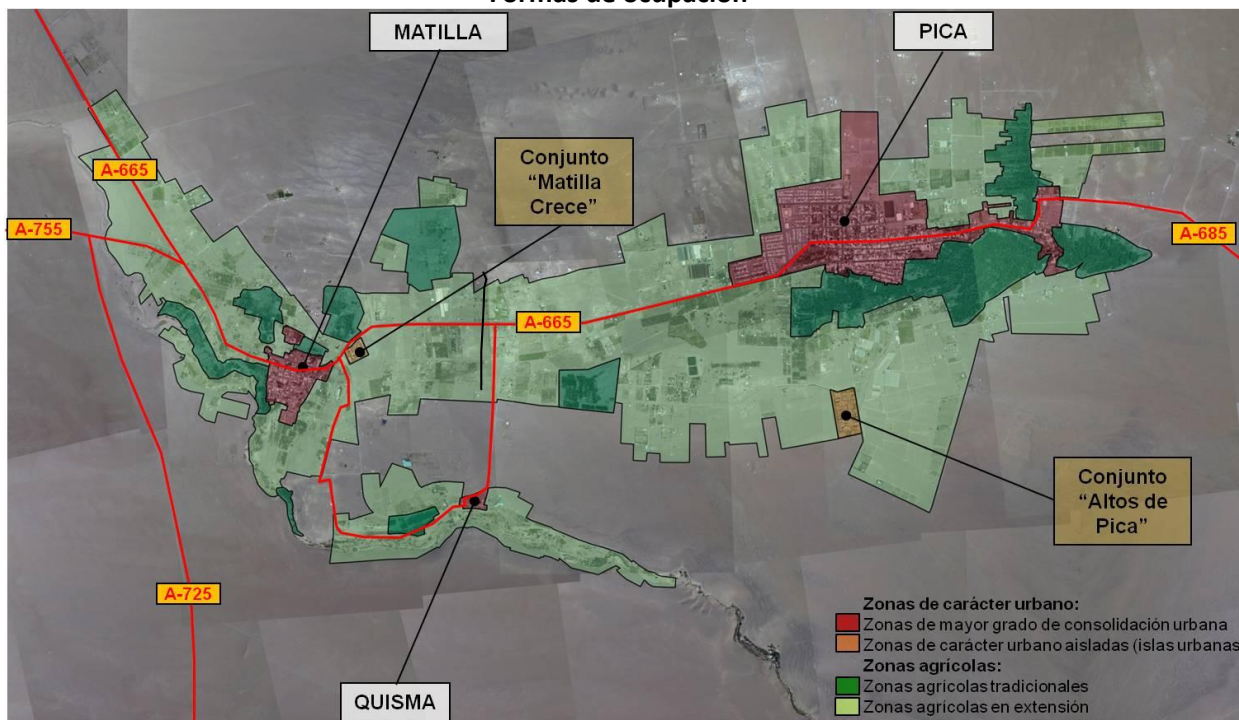 Formas de ocupación
MATILLA
PICA
Conjunto
“Matilla
Crece”
A-665
A-755
A-685
A-665
Conjunto
“Altos de
Pica”
A-725
QUISMA
Zonas de carácter urbano:
Zonas de mayor grado de consolidación urbana
Zonas de carácter urbano aisladas (islas urbanas
Zonas agrícolas:
Zonas agrícolas tradicionales
Zonas agrícolas en extensión